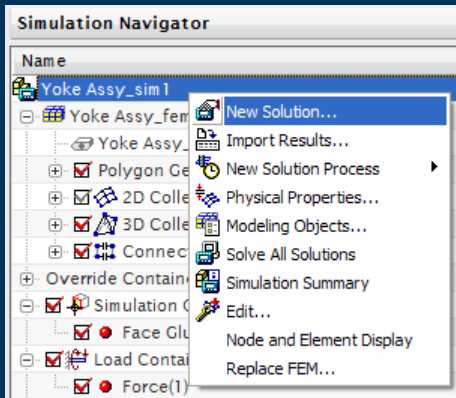 Simulation Navigator
Name
Yoke Assy_sim1
Yoke Assy_fem
Yoke Assy_
Polygon Ge
2D Colle
3D Colle
Connec
Override Contain
Simulation
Face Glu
Load Contai
Force(1)
New Solution...
Import Results...
New Solution Process
Physical Properties...
Modeling Objects...
Solve All Solutions
Simulation Summary
Edit...
Node and Element Display
Replace FEM...